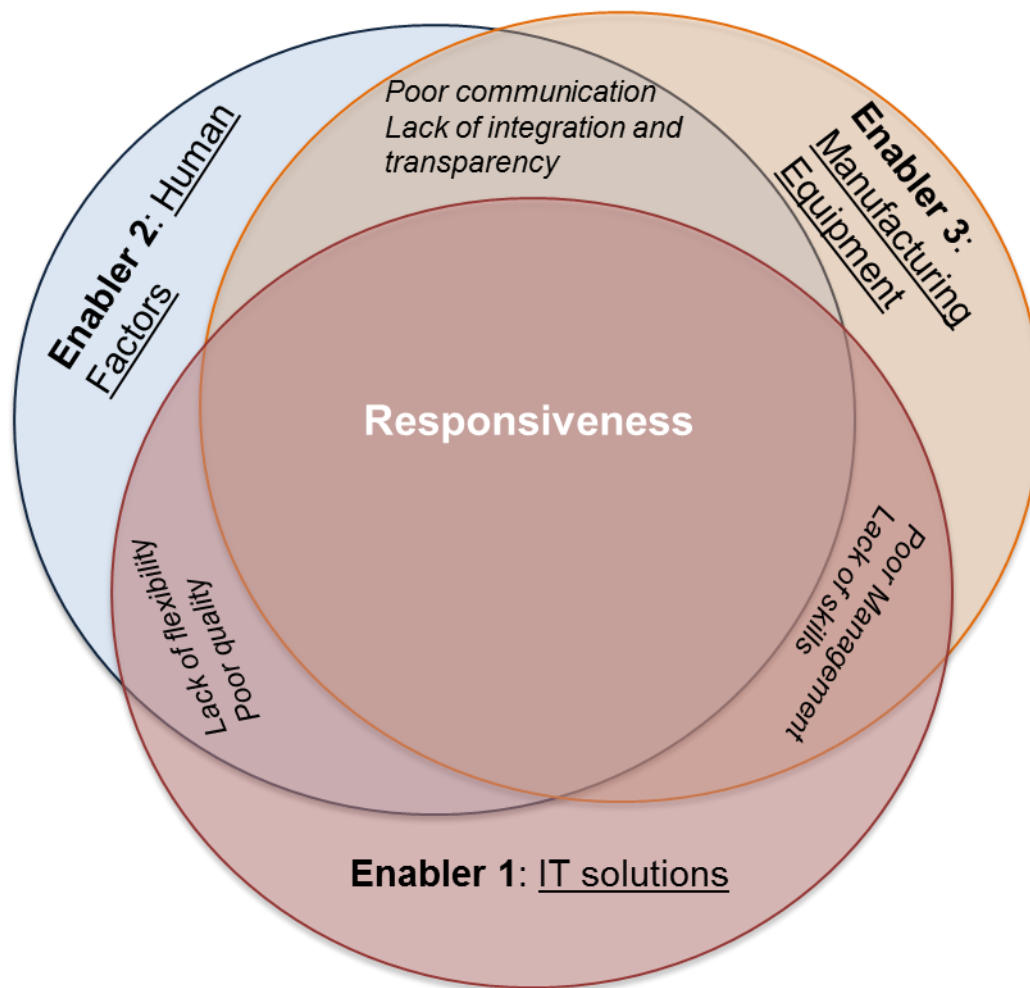 Poor communication
Lack of integration and
transparency
Enabler 2: Human
Factors
Enabler 3:
Manufacturing
Equipment
Responsiveness
Lack of flexibility
Poor quality
Poor Management
Lack of skills
Enabler 1: IT solutions